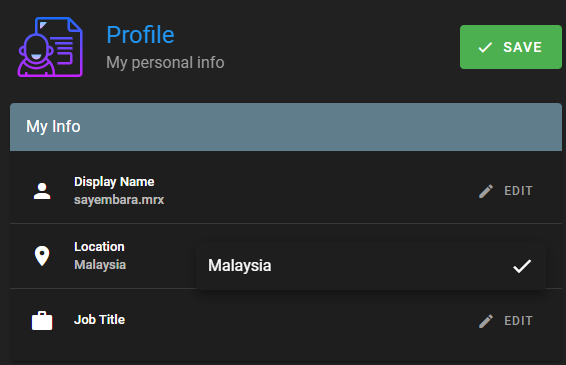 Profile
My personal info
SAVE
My Info
Display Name
sayembara.mrx
EDIT
Location
Malaysia
Malaysia
Job Title
EDIT